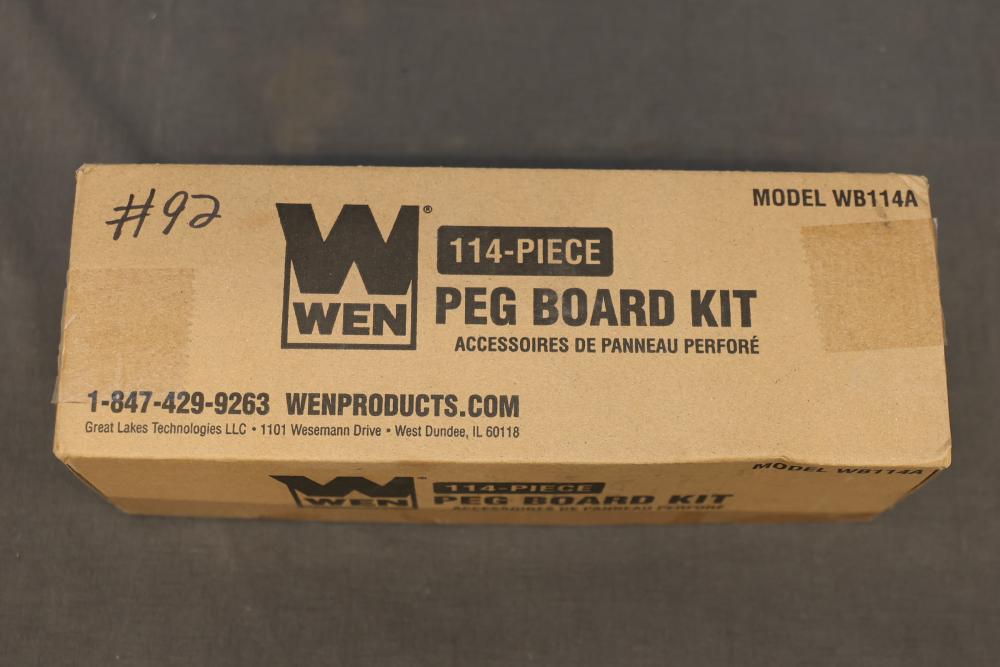 #92
WEN®
114-PIECE
PEG BOARD KIT
ACCESSOIRES DE PANNEAU PERFORÉ
MODEL WB114A
1-847-429-9263 WENPRODUCTS.COM
Great Lakes Technologies LLC • 1101 Wesemann Drive • West Dundee, IL 60118
WEN
114-PIECE
PEG BOARD KIT
ACCESSOIRES DE PANNEAU PERFORÉ
MODEL WB114A